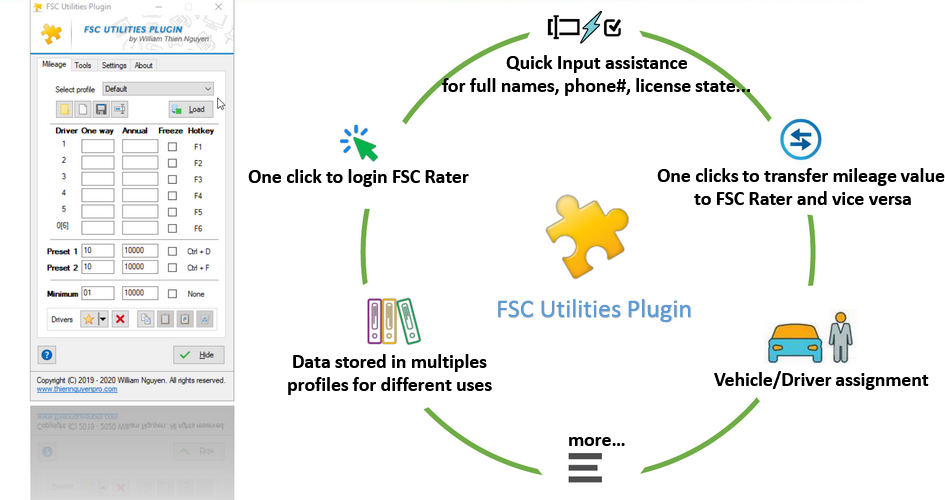 FSC Utilities Plugin
FSC UTILITIES PLUGIN
by William Thien Nguyen
Mileage Tools Settings About
Select profile Default
Load
Driver One way Annual Freeze Hotkey
1 F1
2 F2
3 F3
4 F4
5 F5
0[6] F6
Preset 1 10 10000 Ctrl + D
Preset 2 10 10000 Ctrl + F
Minimum 01 10000 None
Drivers
Hide
Copyright (C) 2019 - 2020 William Nguyen. All rights reserved.
www.thiennguyenpro.com
Quick Input assistance
for full names, phone#, license state...
One click to login FSC Rater
One clicks to transfer mileage value
to FSC Rater and vice versa
FSC Utilities Plugin
Data stored in multiples
profiles for different uses
Vehicle/Driver assignment
more...